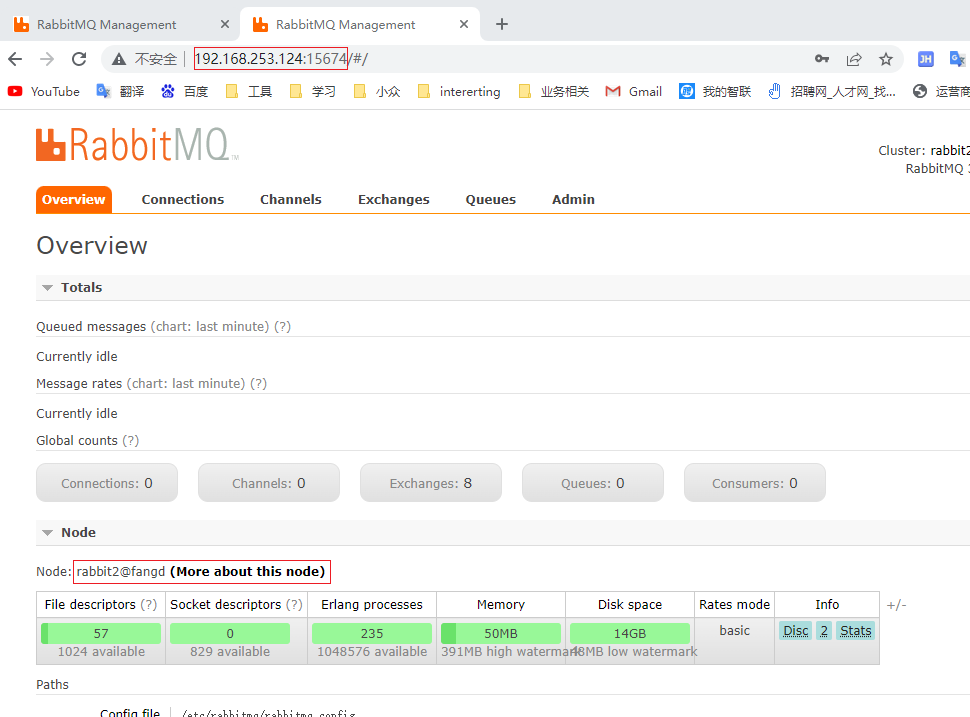 RabbitMQ Management
RabbitMQ Management
不安全 192.168.253.124:15674/#/
YouTube 翻译 百度 工具 学习 小众 intererting 业务相关 Gmail 我的智联 招聘网_人才网_找... 运营商
RabbitMQ™
Cluster: rabbit2
RabbitMQ 3
Overview Connections Channels Exchanges Queues Admin
Overview
Totals
Queued messages (chart: last minute) (?)
Currently idle
Message rates (chart: last minute) (?)
Currently idle
Global counts (?)
Connections: 0 Channels: 0 Exchanges: 8 Queues: 0 Consumers: 0
Node
Node: rabbit2@fangd (More about this node)
File descriptors (?) Socket descriptors (?) Erlang processes Memory Disk space Rates mode Info +/-
57 0 235 50MB 14GB basic Disc 2 Stats
1024 available 829 available 1048576 available 391MB high watermark 48MB low watermark
Paths
Config file /etc/rabbitmq/rabbitmq.config